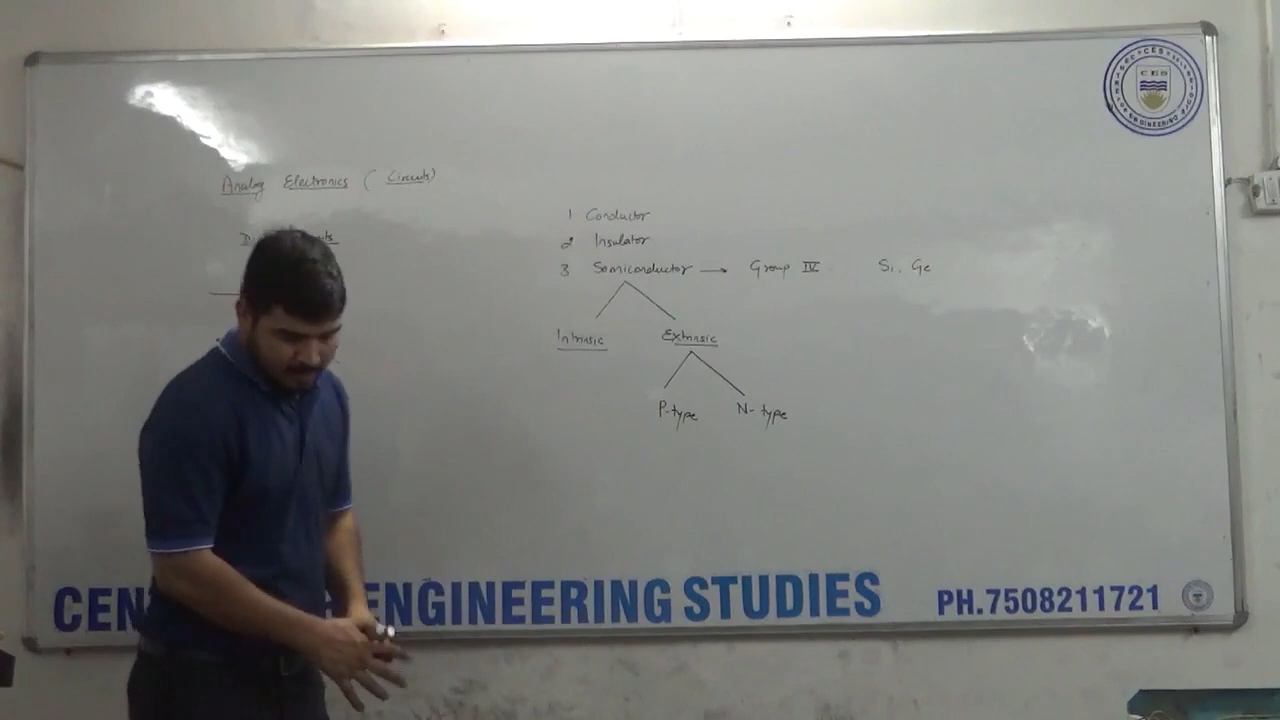 Analog Electronics ( Circuits)
1 Conductor
2 Insulator
3 Semiconductor → Group IV Si, Ge
Intrinsic Extrinsic
P-type N-type
CES
CEN ENGINEERING STUDIES PH.7508211721